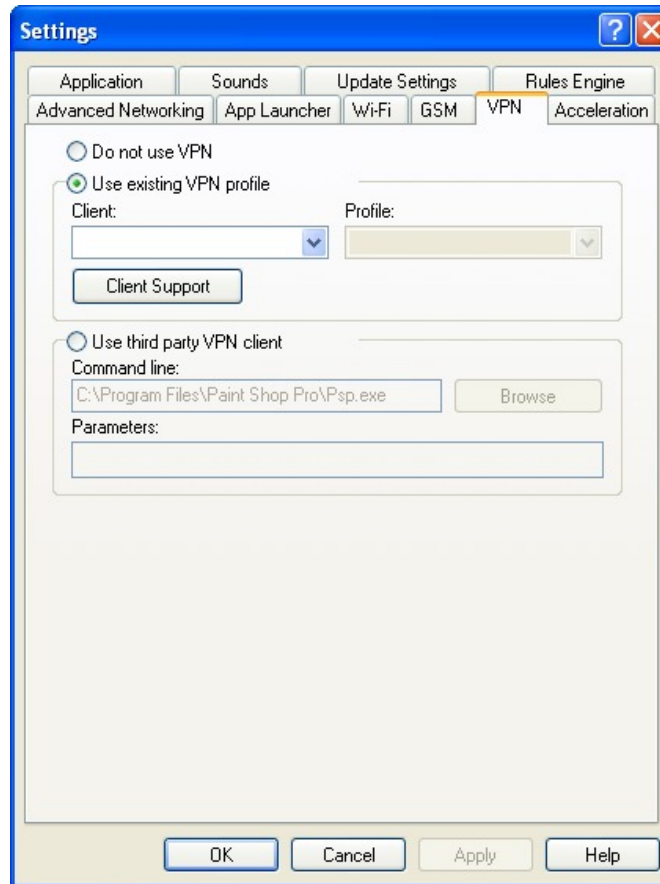 Settings
Application Sounds Update Settings Rules Engine
Advanced Networking App Launcher Wi-Fi GSM VPN Acceleration
Do not use VPN
Use existing VPN profile
Client: Profile:
Client Support
Use third party VPN client
Command line:
C:\Program Files\Paint Shop Pro\Psp.exe Browse
Parameters:
OK Cancel Apply Help